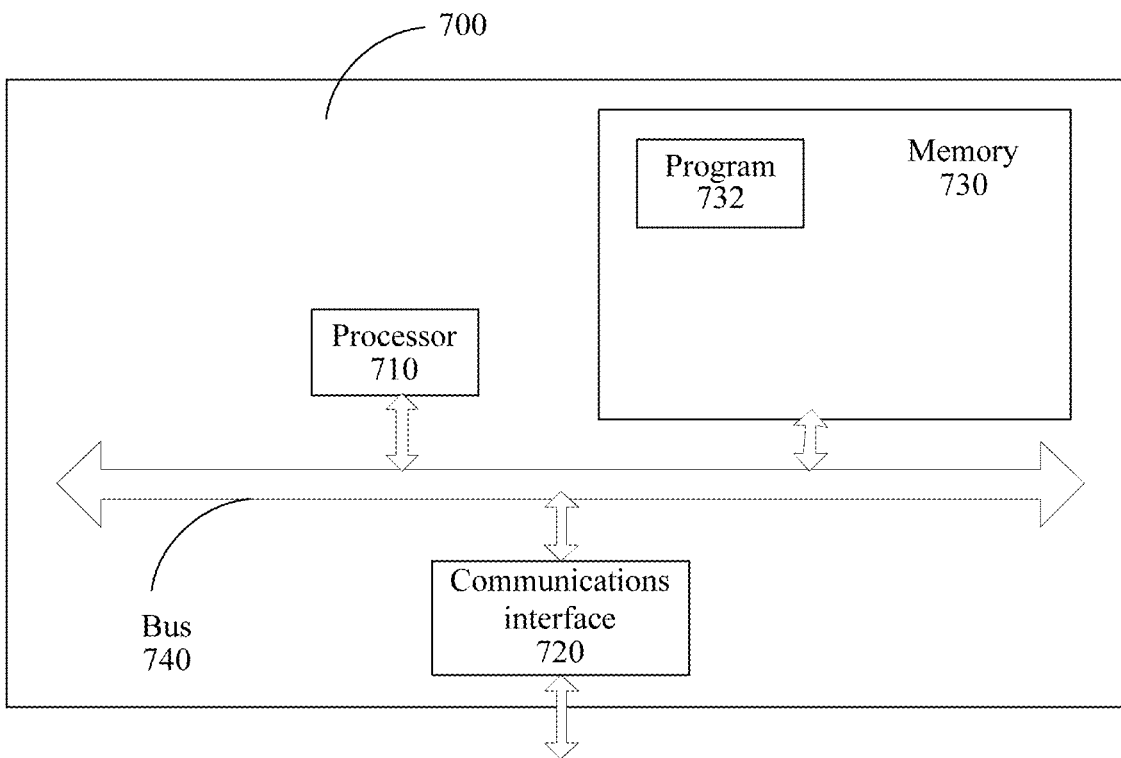 700
Program
732
Memory
730
Processor
710
Communications
interface
720
Bus
740